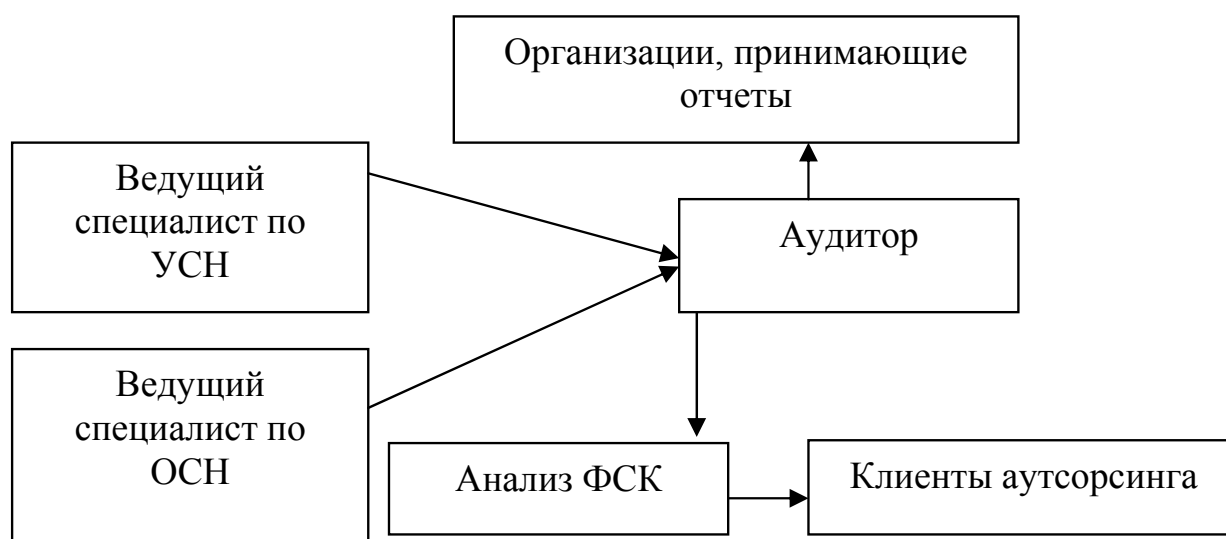 Организации, принимающие
отчеты
Ведущий
специалист по
УСН
Аудитор
Ведущий
специалист по
ОСН
Анализ ФСК
Клиенты аутсорсинга